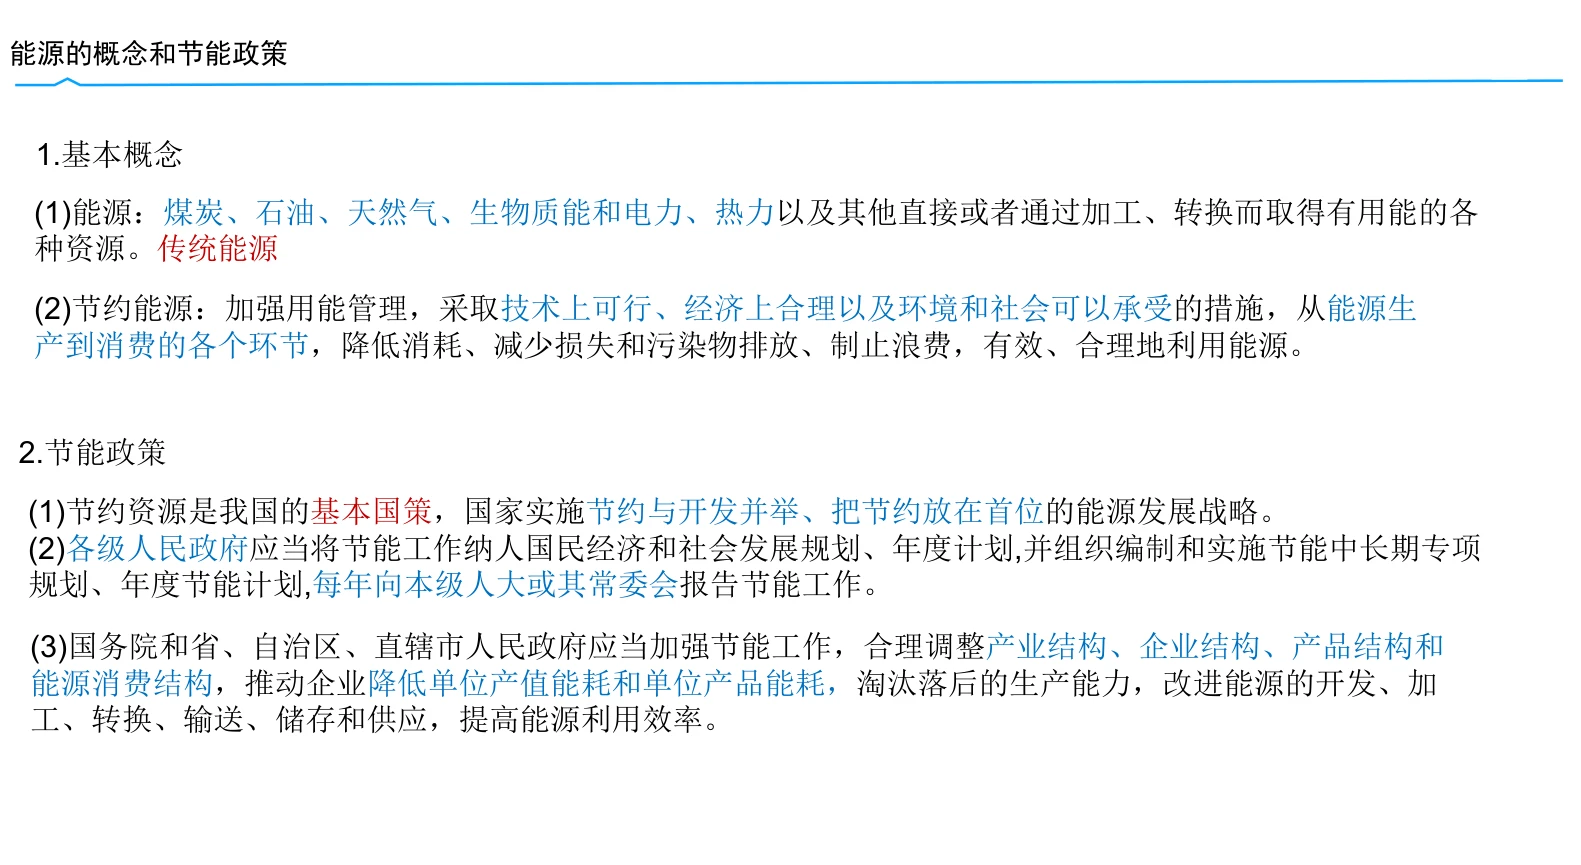 能源的概念和节能政策
1.基本概念
(1)能源：煤炭、石油、天然气、生物质能和电力、热力以及其他直接或者通过加工、转换而取得有用能的各
种资源。传统能源
(2)节约能源：加强用能管理，采取技术上可行、经济上合理以及环境和社会可以承受的措施，从能源生
产到消费的各个环节，降低消耗、减少损失和污染物排放、制止浪费，有效、合理地利用能源。
2.节能政策
(1)节约资源是我国的基本国策，国家实施节约与开发并举、把节约放在首位的能源发展战略。
(2)各级人民政府应当将节能工作纳人国民经济和社会发展规划、年度计划,并组织编制和实施节能中长期专项
规划、年度节能计划,每年向本级人大或其常委会报告节能工作。
(3)国务院和省、自治区、直辖市人民政府应当加强节能工作，合理调整产业结构、企业结构、产品结构和
能源消费结构，推动企业降低单位产值能耗和单位产品能耗，淘汰落后的生产能力，改进能源的开发、加
工、转换、输送、储存和供应，提高能源利用效率。